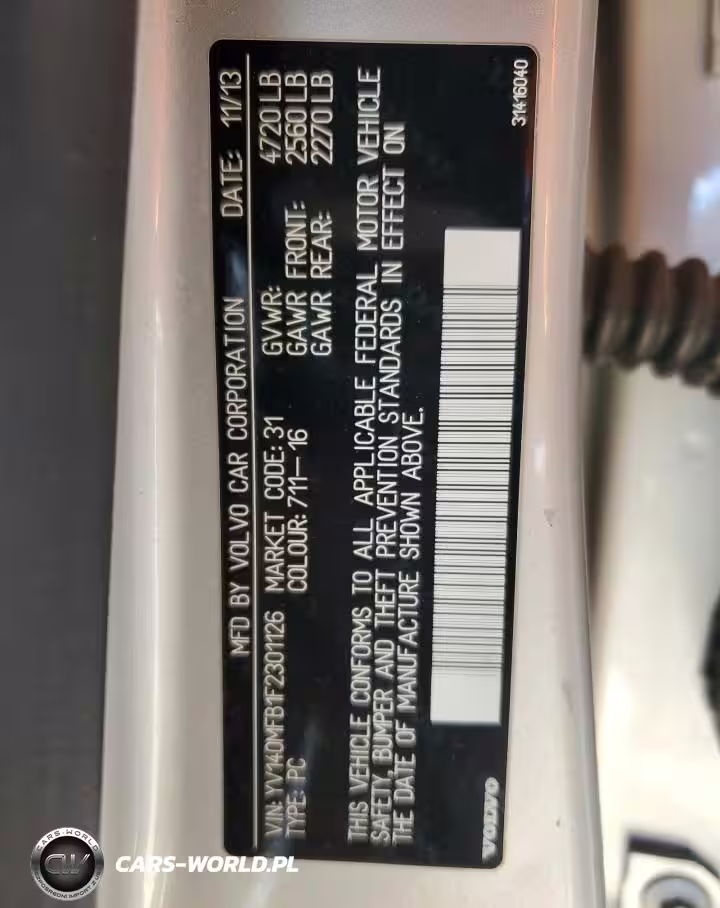 MFD BY VOLVO CAR CORPORATION DATE: 11/13
VIN: YV140MFB1F2301126 MARKET CODE: 31 GVWR: 4720 LB
TYPE: PC COLOUR: 711-16 GAWR FRONT: 2560 LB
GAWR REAR: 2270 LB
THIS VEHICLE CONFORMS TO ALL APPLICABLE FEDERAL MOTOR VEHICLE
SAFETY, BUMPER AND THEFT PREVENTION STANDARDS IN EFFECT ON
THE DATE OF MANUFACTURE SHOWN ABOVE.
VOLVO
31416040
CARS-WORLD
CW
CARS-WORLD.PL